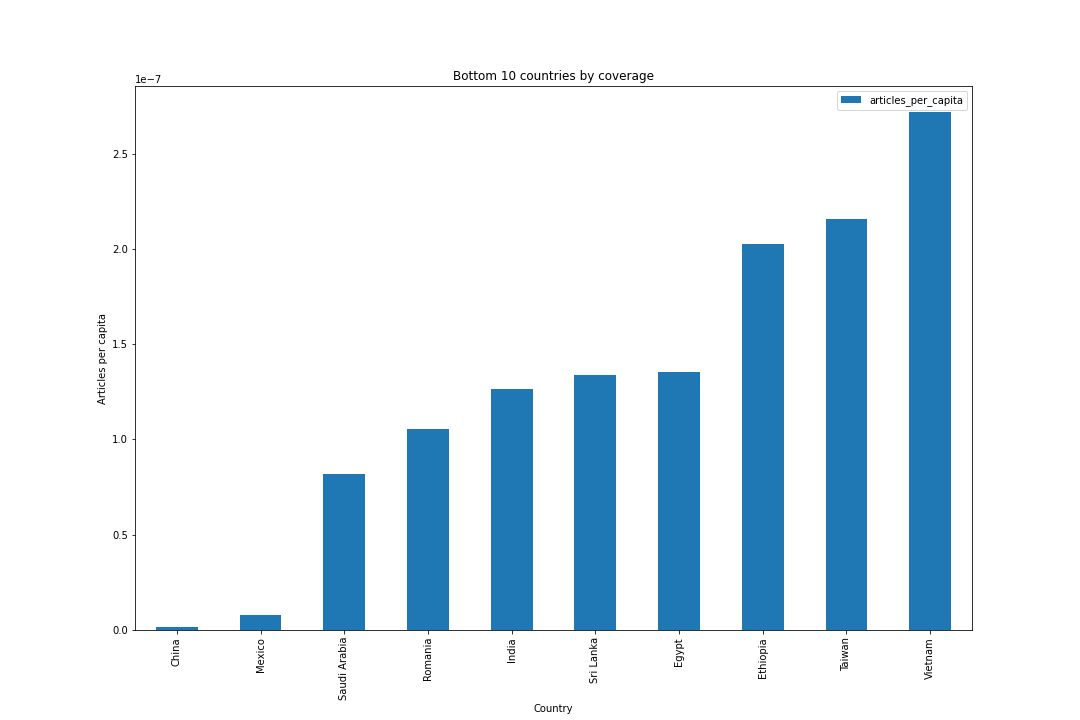 Bottom 10 countries by coverage
1e−7
articles_per_capita
2.5
2.0
1.5
1.0
0.5
0.0
Articles per capita
China
Mexico
Saudi Arabia
Romania
India
Sri Lanka
Egypt
Ethiopia
Taiwan
Vietnam
Country